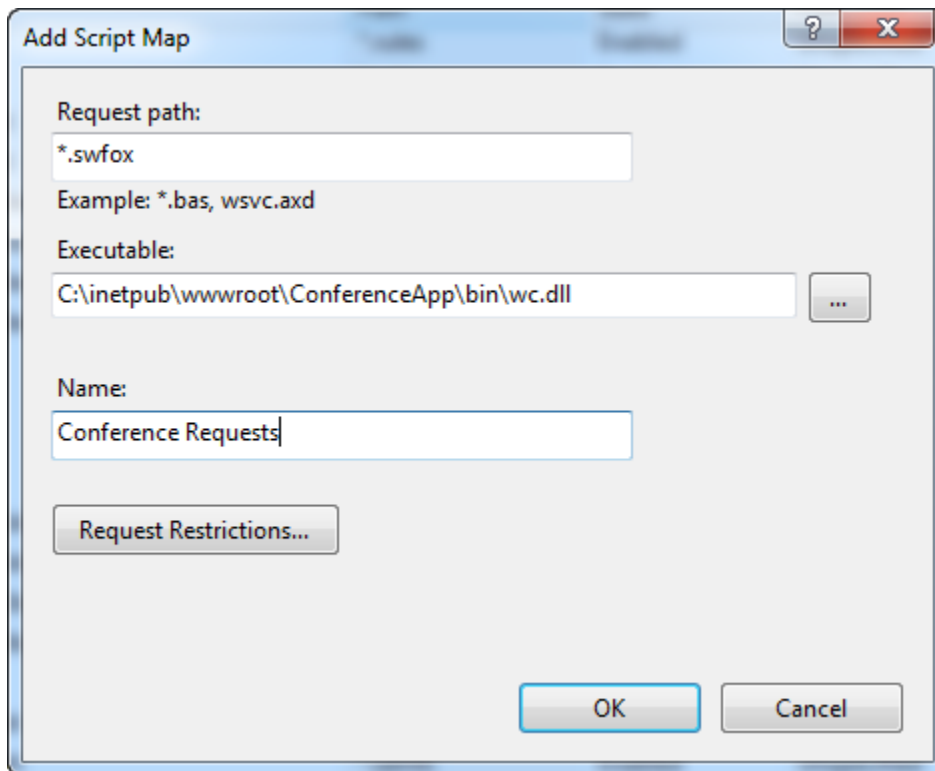 Add Script Map
Request path:
*.swfox
Example: *.bas, wsvc.axd
Executable:
C:\inetpub\wwwroot\ConferenceApp\bin\wc.dll
...
Name:
Conference Requests
Request Restrictions...
OK
Cancel